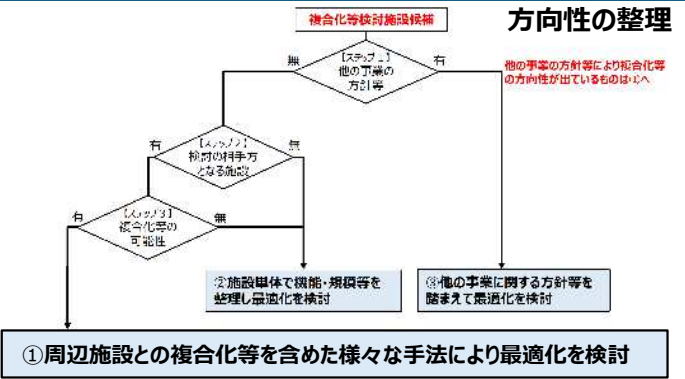 方向性の整理
複合化等検討施設候補
無
【ステップ1】
有
他の事業の
方針等
他の事業の方針等により複合化等
の方向性が出ているものは
へ
有
【ステップ2】
無
検討の相手方
となる施設
有
【ステップ3】
無
複合化等の
可能性
②施設単体で機能・規模等を
整理し最適化を検討
③他の事業に関する方針等を
踏まえて最適化を検討
①周辺施設との複合化等を含めた様々な手法により最適化を検討